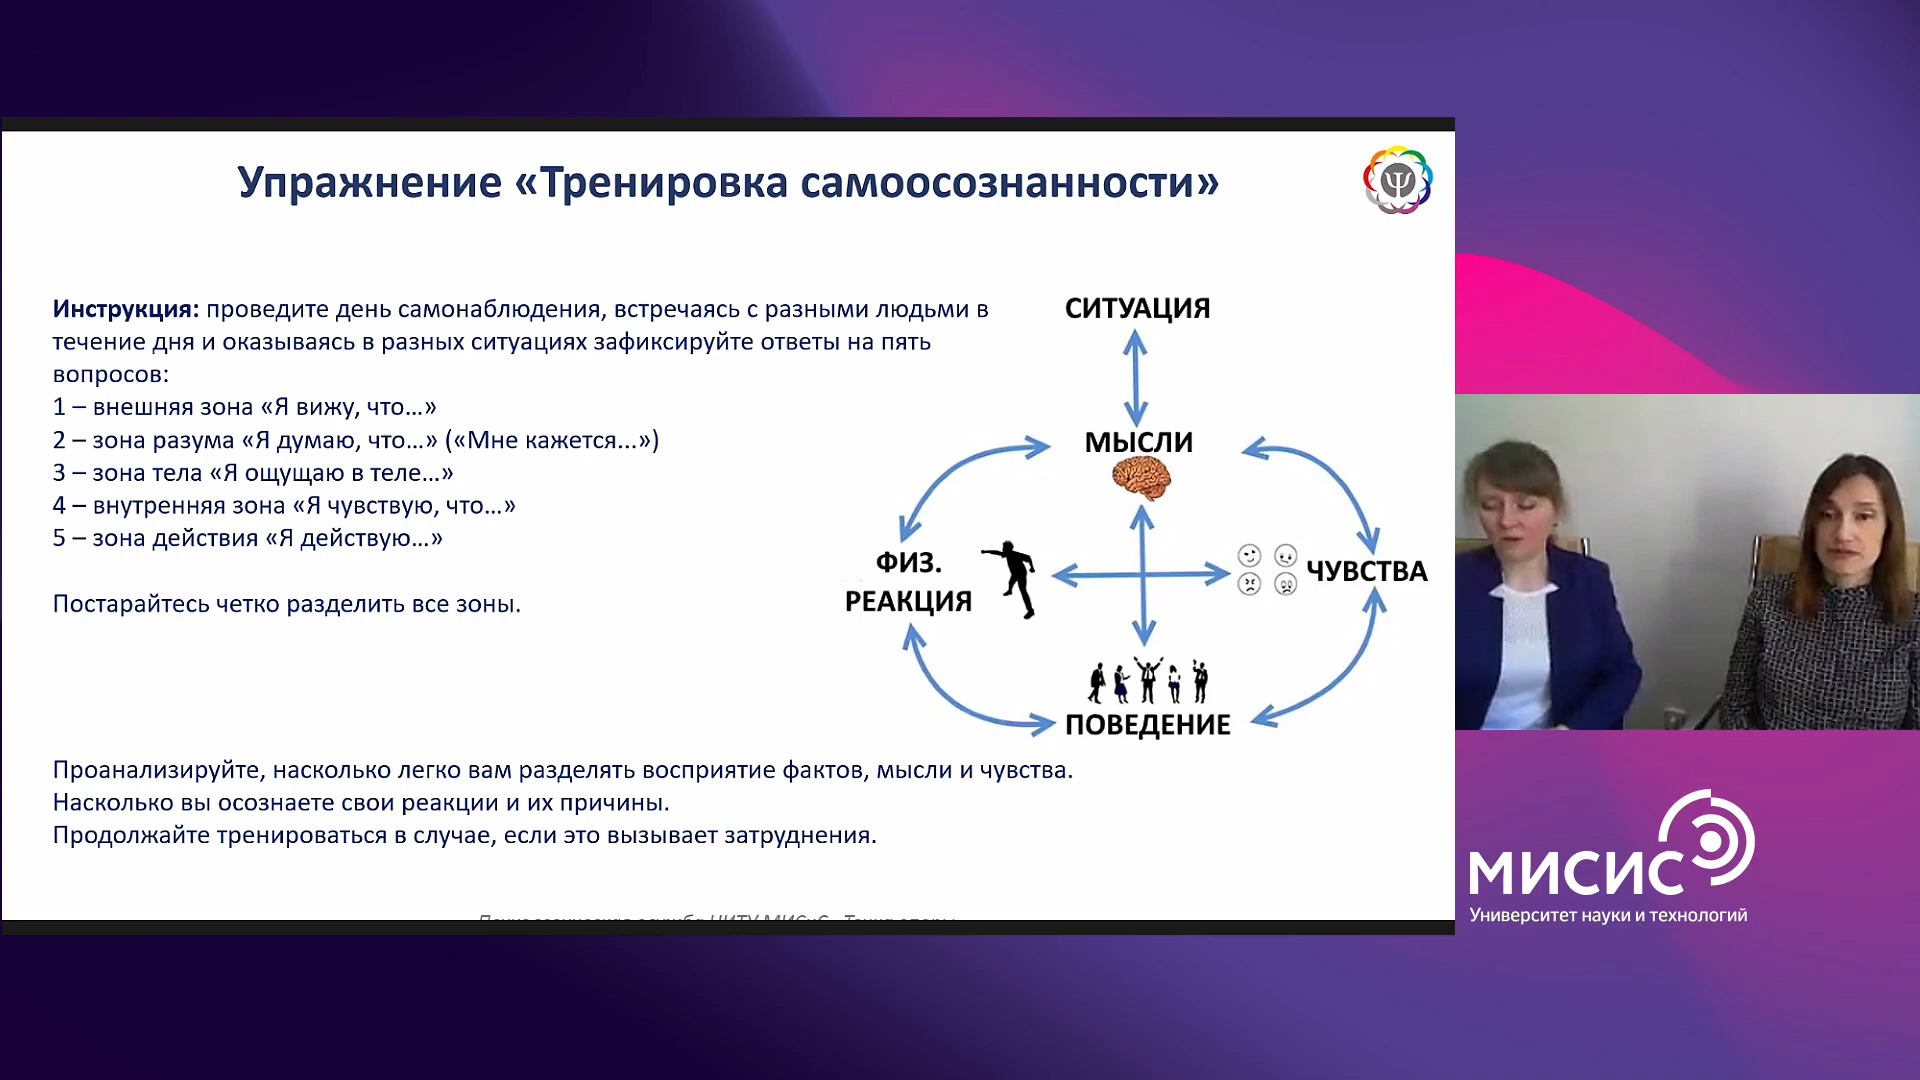 Упражнение «Тренировка самоосознанности»
Инструкция: проведите день самонаблюдения, встречаясь с разными людьми в
течение дня и оказываясь в разных ситуациях зафиксируйте ответы на пять
вопросов:
1 – внешняя зона «Я вижу, что…»
2 – зона разума «Я думаю, что…» («Мне кажется...»)
3 – зона тела «Я ощущаю в теле…»
4 – внутренняя зона «Я чувствую, что…»
5 – зона действия «Я действую…»
Постарайтесь четко разделить все зоны.
СИТУАЦИЯ
МЫСЛИ
ФИЗ.
РЕАКЦИЯ
ЧУВСТВА
ПОВЕДЕНИЕ
Проанализируйте, насколько легко вам разделять восприятие фактов, мысли и чувства.
Насколько вы осознаете свои реакции и их причины.
Продолжайте тренироваться в случае, если это вызывает затруднения.
МИСИС
Университет науки и технологий